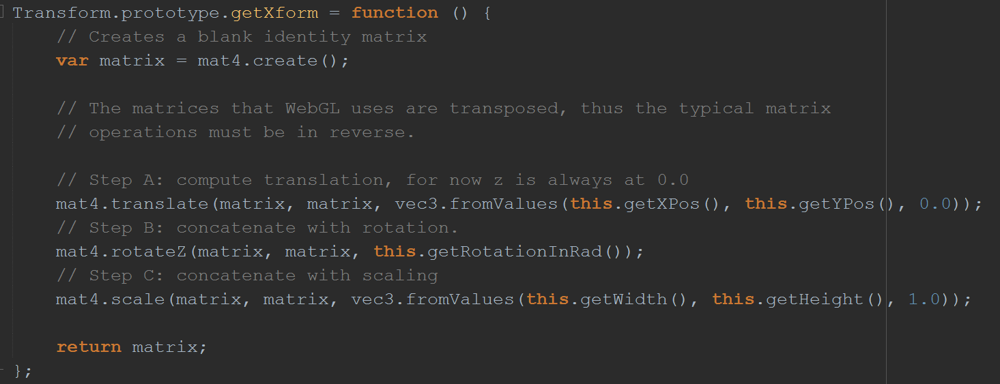 Transform.prototype.getXform = function () {
    // Creates a blank identity matrix
    var matrix = mat4.create();

    // The matrices that WebGL uses are transposed, thus the typical matrix
    // operations must be in reverse.

    // Step A: compute translation, for now z is always at 0.0
    mat4.translate(matrix, matrix, vec3.fromValues(this.getXPos(), this.getYPos(), 0.0));
    // Step B: concatenate with rotation.
    mat4.rotateZ(matrix, matrix, this.getRotationInRad());
    // Step C: concatenate with scaling
    mat4.scale(matrix, matrix, vec3.fromValues(this.getWidth(), this.getHeight(), 1.0));

    return matrix;
};